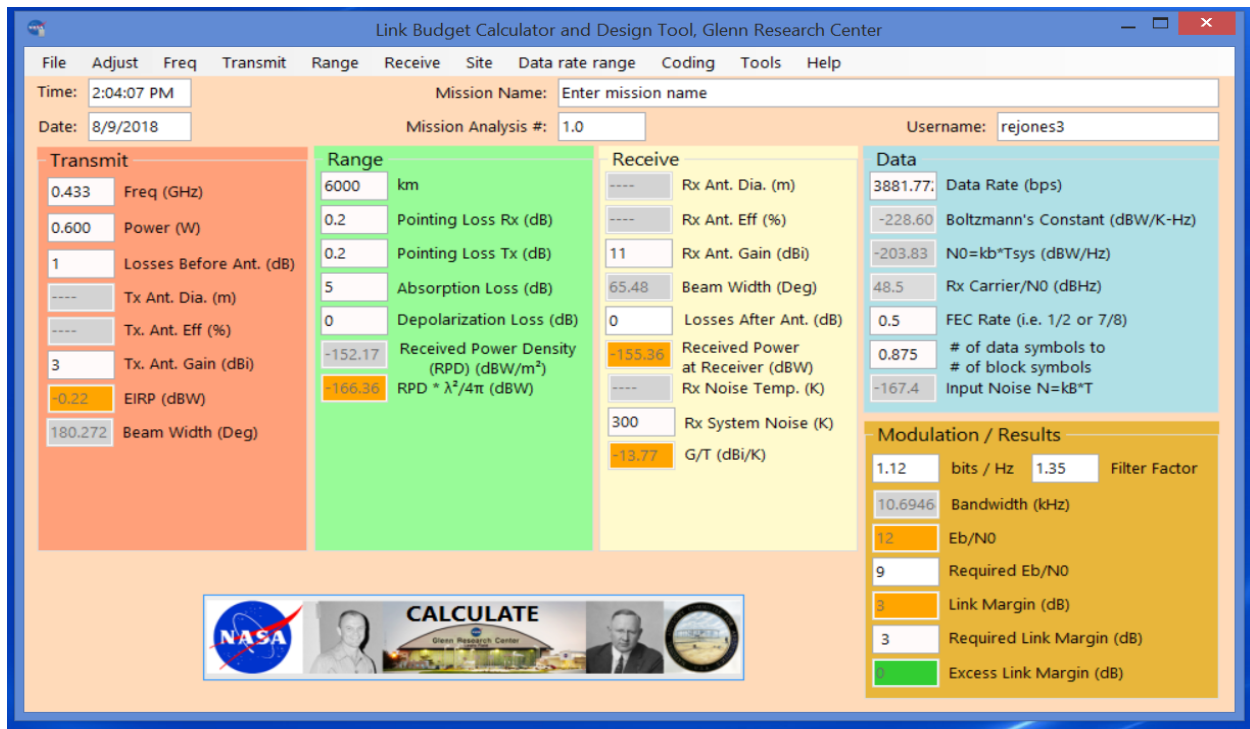 Link Budget Calculator and Design Tool, Glenn Research Center
File Adjust Freq Transmit Range Receive Site Data rate range Coding Tools Help
Time: 2:04:07 PM Mission Name: Enter mission name
Date: 8/9/2018 Mission Analysis #: 1.0 Username: rejones3
Transmit
0.433 Freq (GHz)
0.600 Power (W)
1 Losses Before Ant. (dB)
---- Tx Ant. Dia. (m)
---- Tx. Ant. Eff (%)
3 Tx. Ant. Gain (dBi)
-0.22 EIRP (dBW)
180.272 Beam Width (Deg)
Range
6000 km
0.2 Pointing Loss Rx (dB)
0.2 Pointing Loss Tx (dB)
5 Absorption Loss (dB)
0 Depolarization Loss (dB)
-152.17 Received Power Density
(RPD) (dBW/m²)
-166.36 RPD * λ²/4π (dBW)
Receive
---- Rx Ant. Dia. (m)
---- Rx Ant. Eff (%)
11 Rx Ant. Gain (dBi)
65.48 Beam Width (Deg)
0 Losses After Ant. (dB)
-155.36 Received Power
at Receiver (dBW)
---- Rx Noise Temp. (K)
300 Rx System Noise (K)
-13.77 G/T (dBi/K)
Data
3881.77 Data Rate (bps)
-228.60 Boltzmann's Constant (dBW/K-Hz)
-203.83 N0=kb*Tsys (dBW/Hz)
48.5 Rx Carrier/N0 (dBHz)
0.5 FEC Rate (i.e. 1/2 or 7/8)
0.875 # of data symbols to
# of block symbols
-167.4 Input Noise N=kB*T
Modulation / Results
1.12 bits / Hz 1.35 Filter Factor
10.6946 Bandwidth (kHz)
12 Eb/N0
9 Required Eb/N0
3 Link Margin (dB)
3 Required Link Margin (dB)
0 Excess Link Margin (dB)
NASA
CALCULATE
Glenn Research Center